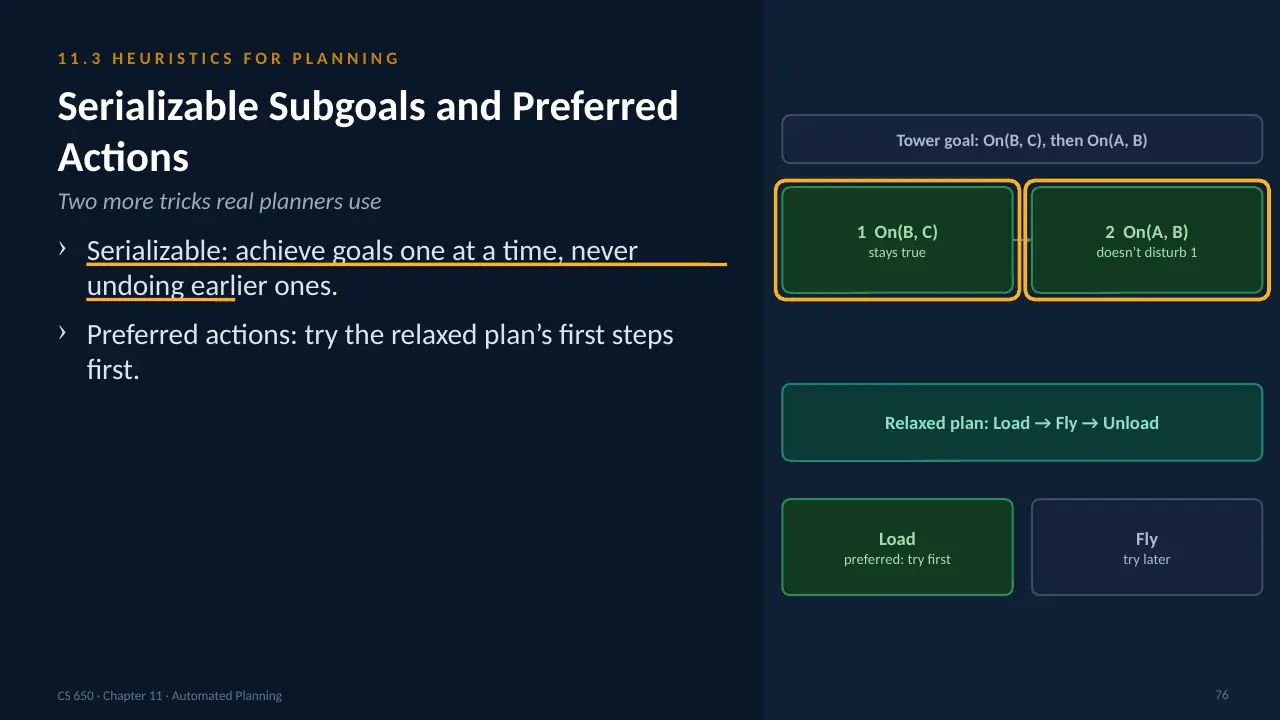 11.3 HEURISTICS FOR PLANNING
Serializable Subgoals and Preferred
Actions
Two more tricks real planners use
› Serializable: achieve goals one at a time, never
undoing earlier ones.
› Preferred actions: try the relaxed plan’s first steps
first.
Tower goal: On(B, C), then On(A, B)
1 On(B, C)
stays true
2 On(A, B)
doesn’t disturb 1
Relaxed plan: Load → Fly → Unload
Load
preferred: try first
Fly
try later
CS 650 · Chapter 11 · Automated Planning
76